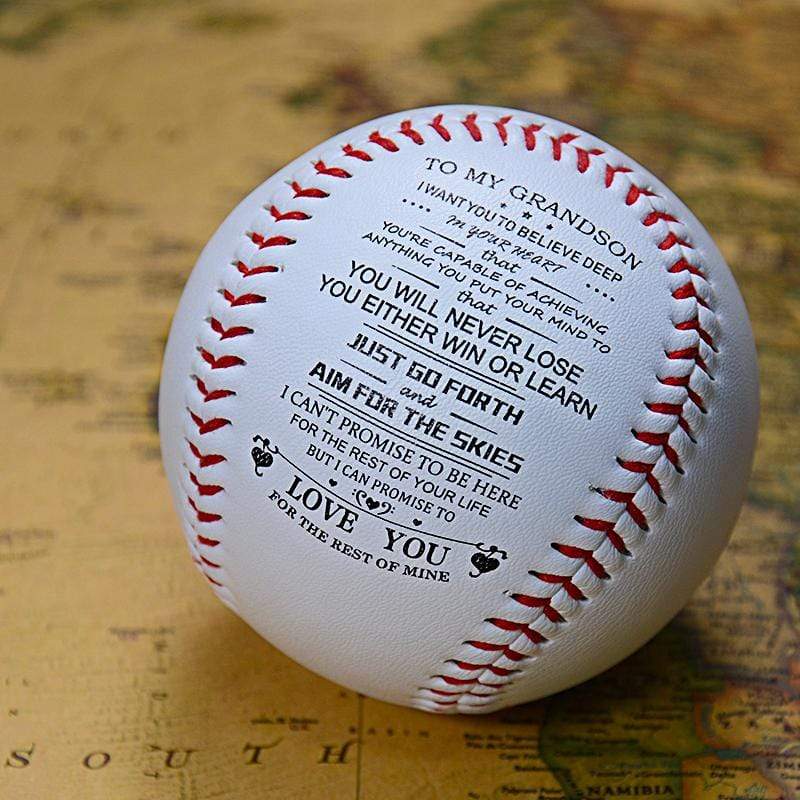 TO MY GRANDSON
I WANT YOU TO BELIEVE DEEP
in YOUR HEART
that
YOU'RE CAPABLE OF ACHIEVING
ANYTHING YOU PUT YOUR MIND TO
that
YOU WILL NEVER LOSE
YOU EITHER WIN OR LEARN
JUST GO FORTH
and
AIM FOR THE SKIES
I CAN'T PROMISE TO BE HERE
FOR THE REST OF YOUR LIFE
BUT I CAN PROMISE TO
LOVE YOU
FOR THE REST OF MINE
SOUTH
NAMIBIA